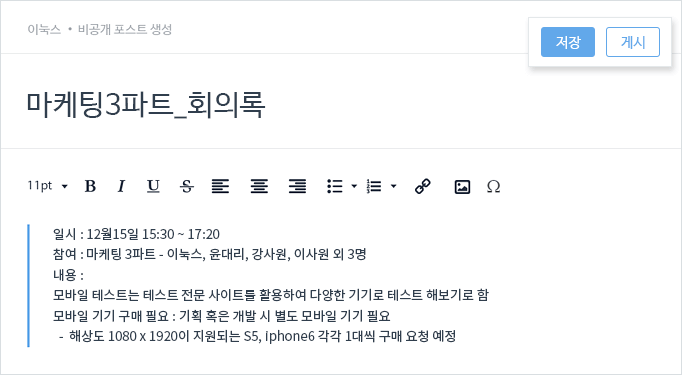 이눅스 • 비공개 포스트 생성
저장 게시
마케팅3파트_회의록
11pt B I U S Ω
일시 : 12월15일 15:30 ~ 17:20
참여 : 마케팅 3파트 - 이눅스, 윤대리, 강사원, 이사원 외 3명
내용 :
모바일 테스트는 테스트 전문 사이트를 활용하여 다양한 기기로 테스트 해보기로 함
모바일 기기 구매 필요 : 기획 혹은 개발 시 별도 모바일 기기 필요
- 해상도 1080 x 1920이 지원되는 S5, iphone6 각각 1대씩 구매 요청 예정